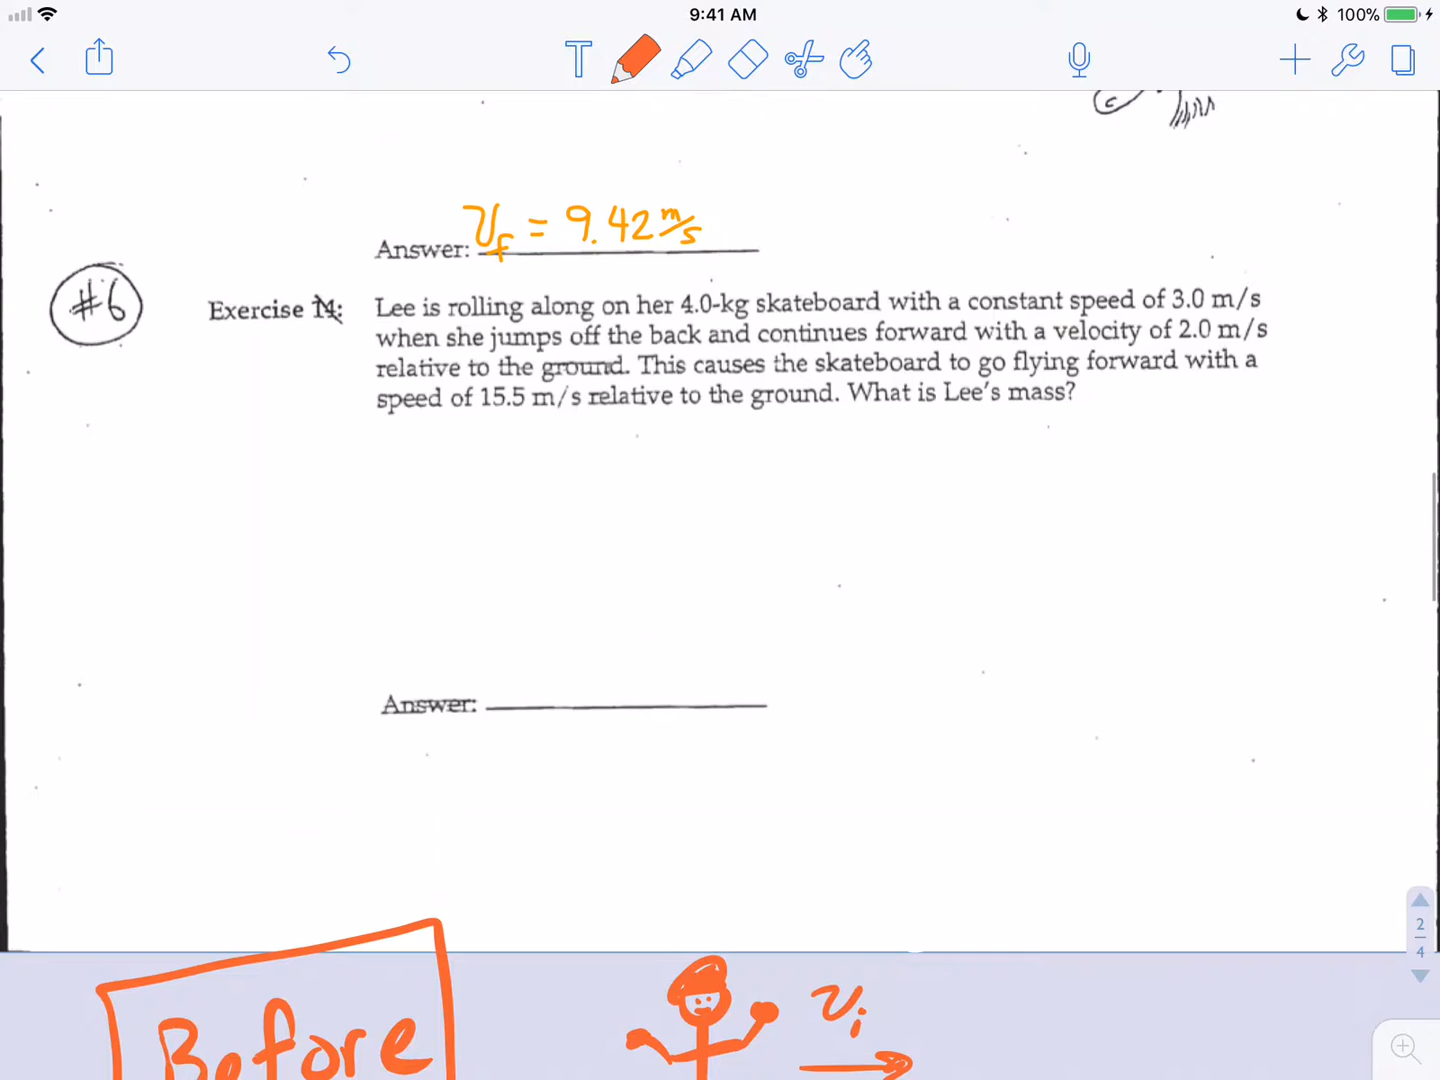 9:41 AM
100%
T
Answer: v_f = 9.42 m/s
#6
Exercise 14: Lee is rolling along on her 4.0-kg skateboard with a constant speed of 3.0 m/s
when she jumps off the back and continues forward with a velocity of 2.0 m/s
relative to the ground. This causes the skateboard to go flying forward with a
speed of 15.5 m/s relative to the ground. What is Lee's mass?
Answer:
2
4
Before
v_i